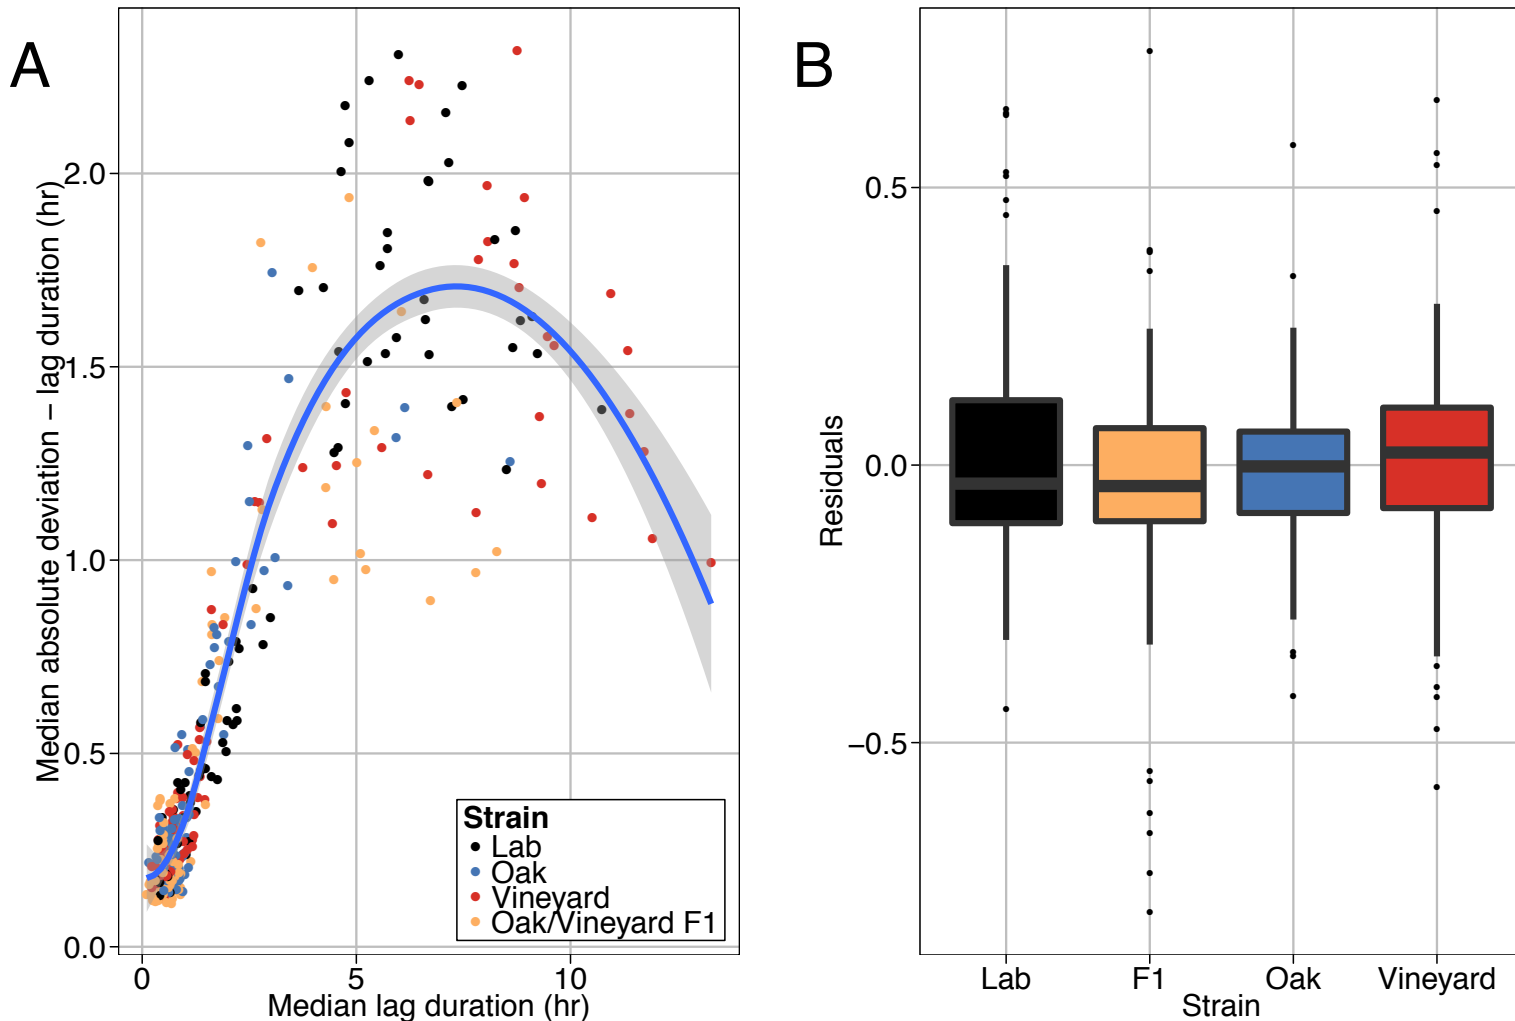 A
Median absolute deviation – lag duration (hr)
2.0
1.5
1.0
0.5
0.0
0
5
10
Median lag duration (hr)
Strain
Lab
Oak
Vineyard
Oak/Vineyard F1
B
Residuals
0.5
0.0
−0.5
Lab
F1
Oak
Vineyard
Strain